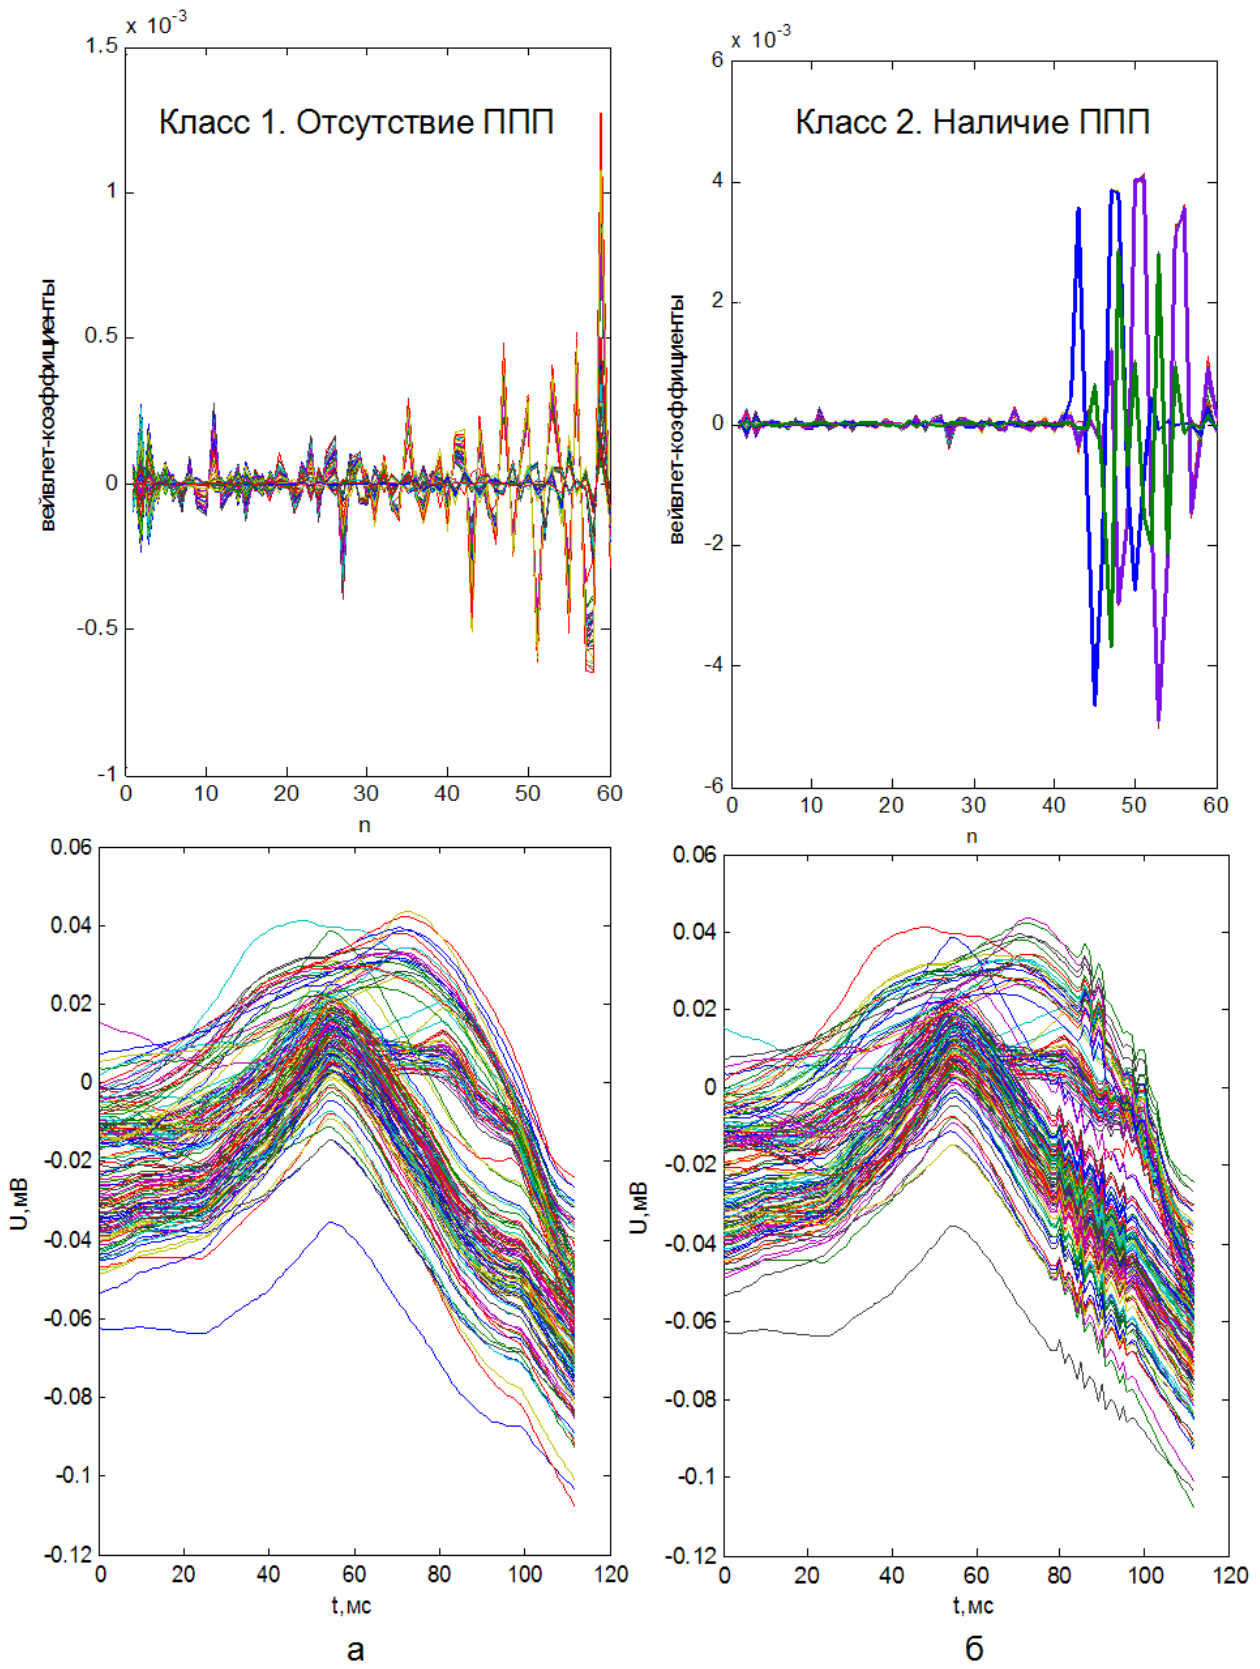 x 10⁻³
1.5
1
0.5
0
-0.5
-1
вейвлет-коэффициенты
Класс 1. Отсутствие ППП
0 10 20 30 40 50 60
n
x 10⁻³
6
4
2
0
-2
-4
-6
вейвлет-коэффициенты
Класс 2. Наличие ППП
0 10 20 30 40 50 60
n
0.06
0.04
0.02
0
-0.02
-0.04
-0.06
-0.08
-0.1
-0.12
U,мВ
0 20 40 60 80 100 120
t,мс
а
0.06
0.04
0.02
0
-0.02
-0.04
-0.06
-0.08
-0.1
-0.12
U,мВ
0 20 40 60 80 100 120
t,мс
б